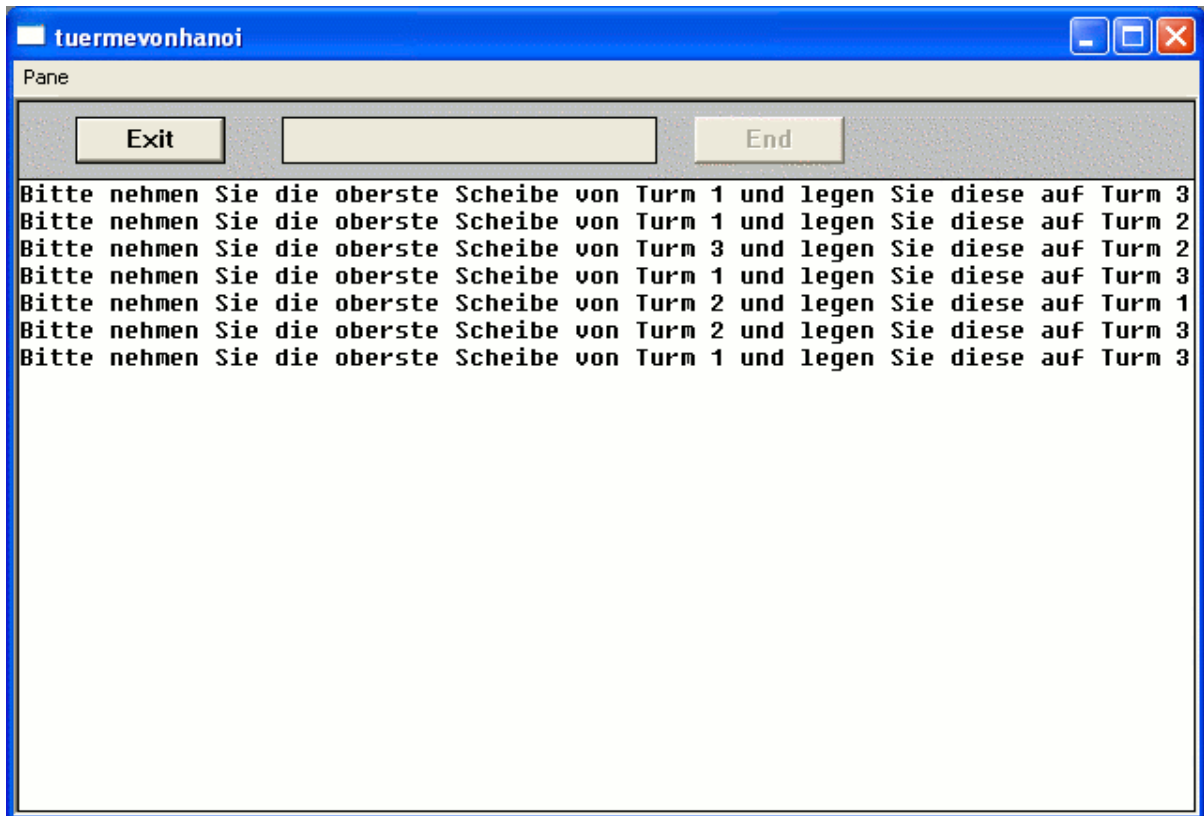 tuermevonhanoi
Pane
Exit End
Bitte nehmen Sie die oberste Scheibe von Turm 1 und legen Sie diese auf Turm 3
Bitte nehmen Sie die oberste Scheibe von Turm 1 und legen Sie diese auf Turm 2
Bitte nehmen Sie die oberste Scheibe von Turm 3 und legen Sie diese auf Turm 2
Bitte nehmen Sie die oberste Scheibe von Turm 1 und legen Sie diese auf Turm 3
Bitte nehmen Sie die oberste Scheibe von Turm 2 und legen Sie diese auf Turm 1
Bitte nehmen Sie die oberste Scheibe von Turm 2 und legen Sie diese auf Turm 3
Bitte nehmen Sie die oberste Scheibe von Turm 1 und legen Sie diese auf Turm 3